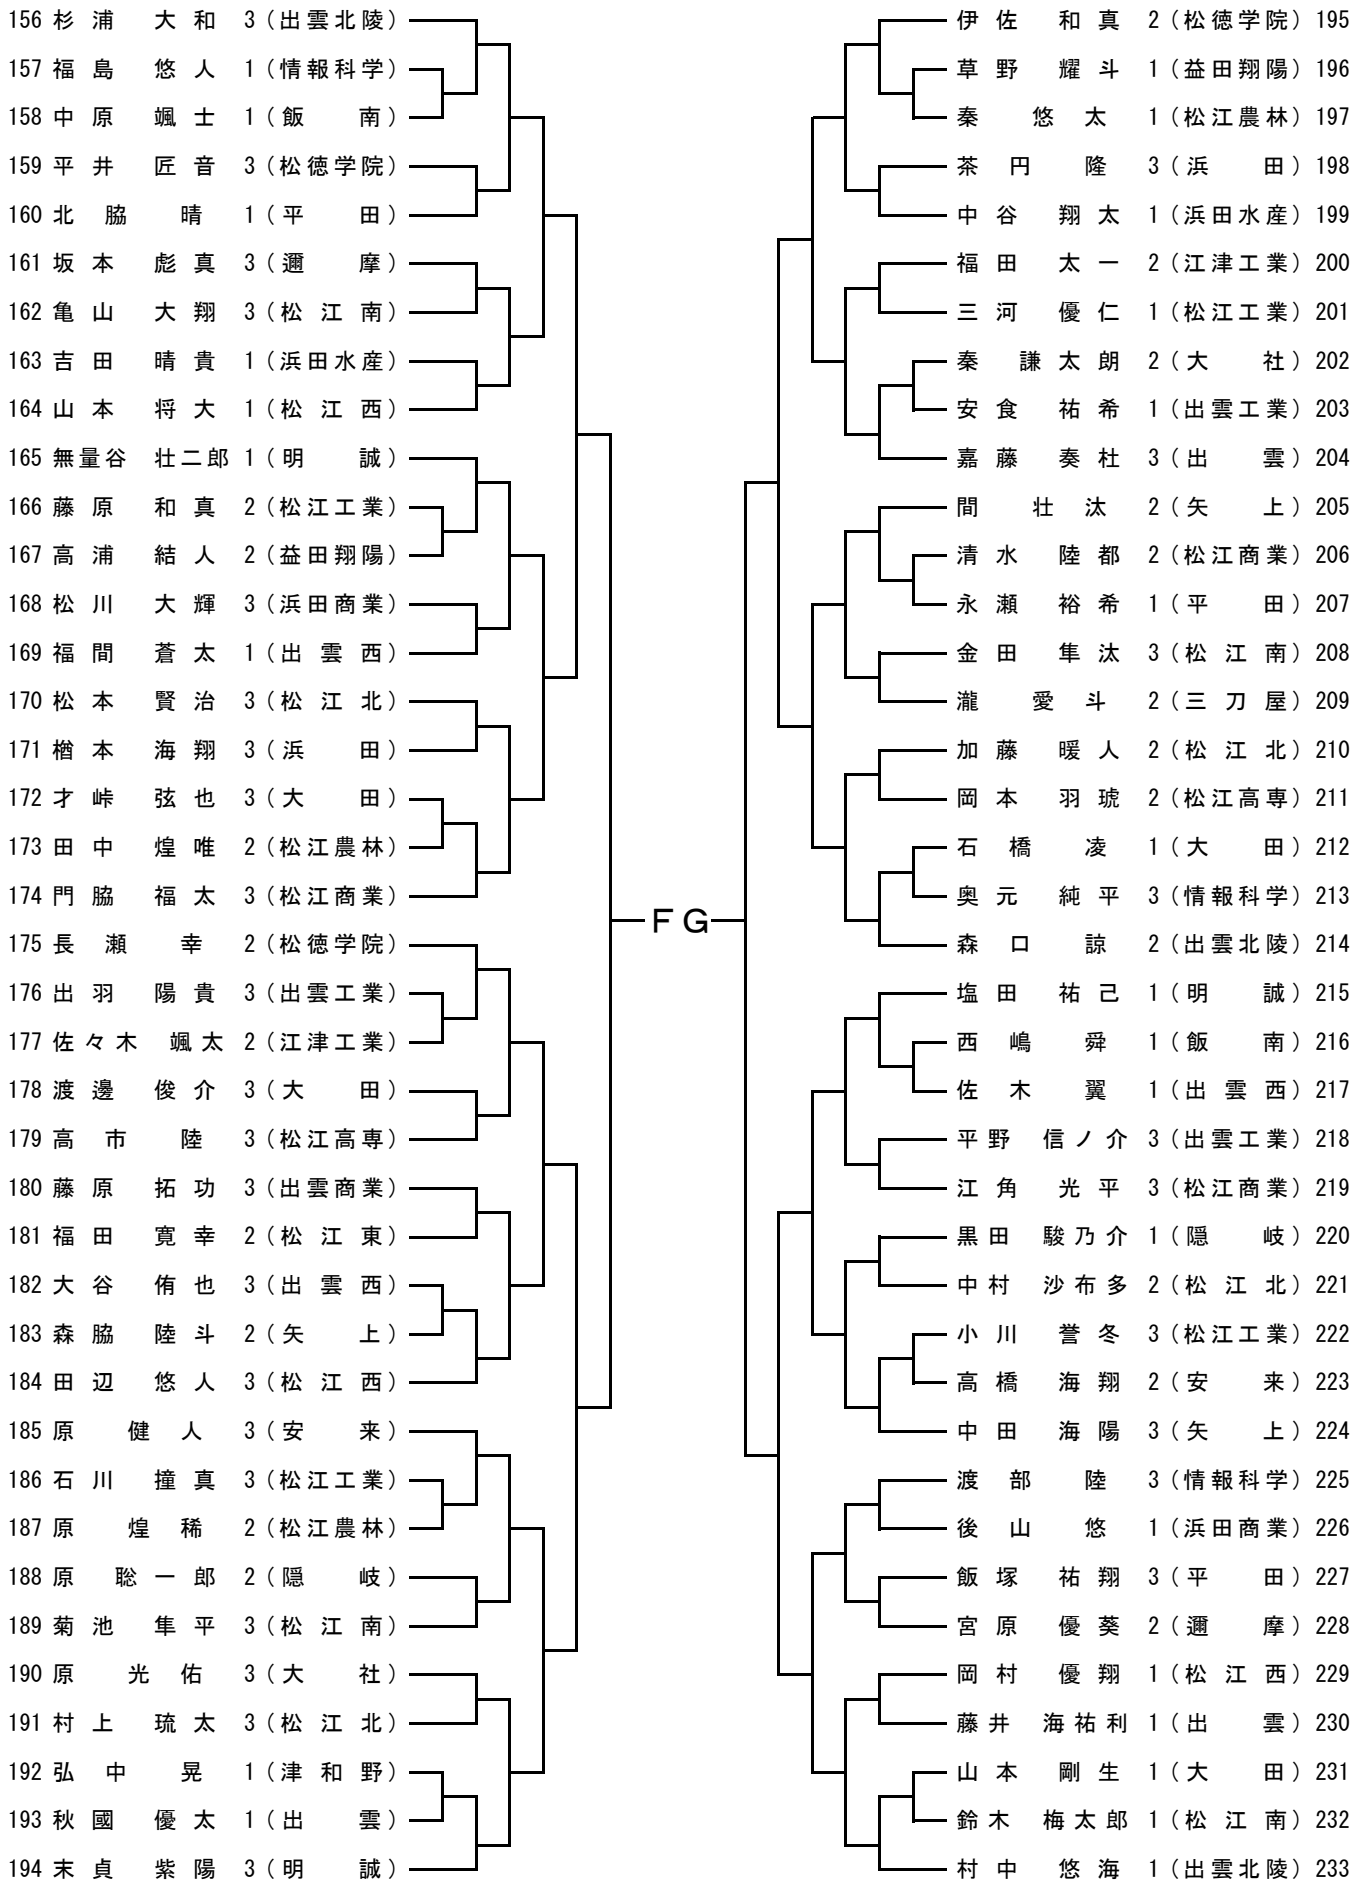 156 杉浦 大和 3（出雲北陵）
157 福島 悠人 1（情報科学）
158 中原 颯士 1（飯南）
159 平井 匠音 3（松徳学院）
160 北脇 晴 1（平田）
161 坂本 彪真 3（邇摩）
162 亀山 大翔 3（松江南）
163 吉田 晴貴 1（浜田水産）
164 山本 将大 1（松江西）
165 無量谷 壮二郎 1（明誠）
166 藤原 和真 2（松江工業）
167 高浦 結人 2（益田翔陽）
168 松川 大輝 3（浜田商業）
169 福間 蒼太 1（出雲西）
170 松本 賢治 3（松江北）
171 楢本 海翔 3（浜田）
172 才峠 弦也 3（大田）
173 田中 煌唯 2（松江農林）
174 門脇 福太 3（松江商業）
175 長瀬 幸 2（松徳学院）
176 出羽 陽貴 3（出雲工業）
177 佐々木 颯太 2（江津工業）
178 渡邊 俊介 3（大田）
179 高市 陸 3（松江高専）
180 藤原 拓功 3（出雲商業）
181 福田 寛幸 2（松江東）
182 大谷 侑也 3（出雲西）
183 森脇 陸斗 2（矢上）
184 田辺 悠人 3（松江西）
185 原 健人 3（安来）
186 石川 撞真 3（松江工業）
187 原 煌稀 2（松江農林）
188 原 聡一郎 2（隠岐）
189 菊池 隼平 3（松江南）
190 原 光佑 3（大社）
191 村上 琉太 3（松江北）
192 弘中 晃 1（津和野）
193 秋國 優太 1（出雲）
194 末貞 紫陽 3（明誠）
F G
伊佐 和真 2（松徳学院）195
草野 耀斗 1（益田翔陽）196
秦 悠太 1（松江農林）197
茶円 隆 3（浜田）198
中谷 翔太 1（浜田水産）199
福田 太一 2（江津工業）200
三河 優仁 1（松江工業）201
秦 謙太朗 2（大社）202
安食 祐希 1（出雲工業）203
嘉藤 奏杜 3（出雲）204
間 壮汰 2（矢上）205
清水 陸都 2（松江商業）206
永瀬 裕希 1（平田）207
金田 隼汰 3（松江南）208
瀧 愛斗 2（三刀屋）209
加藤 暖人 2（松江北）210
岡本 羽琥 2（松江高専）211
石橋 凌 1（大田）212
奥元 純平 3（情報科学）213
森口 諒 2（出雲北陵）214
塩田 祐己 1（明誠）215
西嶋 舜 1（飯南）216
佐木 翼 1（出雲西）217
平野 信ノ介 3（出雲工業）218
江角 光平 3（松江商業）219
黒田 駿乃介 1（隠岐）220
中村 沙布多 2（松江北）221
小川 誉冬 3（松江工業）222
高橋 海翔 2（安来）223
中田 海陽 3（矢上）224
渡部 陸 3（情報科学）225
後山 悠 1（浜田商業）226
飯塚 祐翔 3（平田）227
宮原 優葵 2（邇摩）228
岡村 優翔 1（松江西）229
藤井 海祐利 1（出雲）230
山本 剛生 1（大田）231
鈴木 梅太郎 1（松江南）232
村中 悠海 1（出雲北陵）233